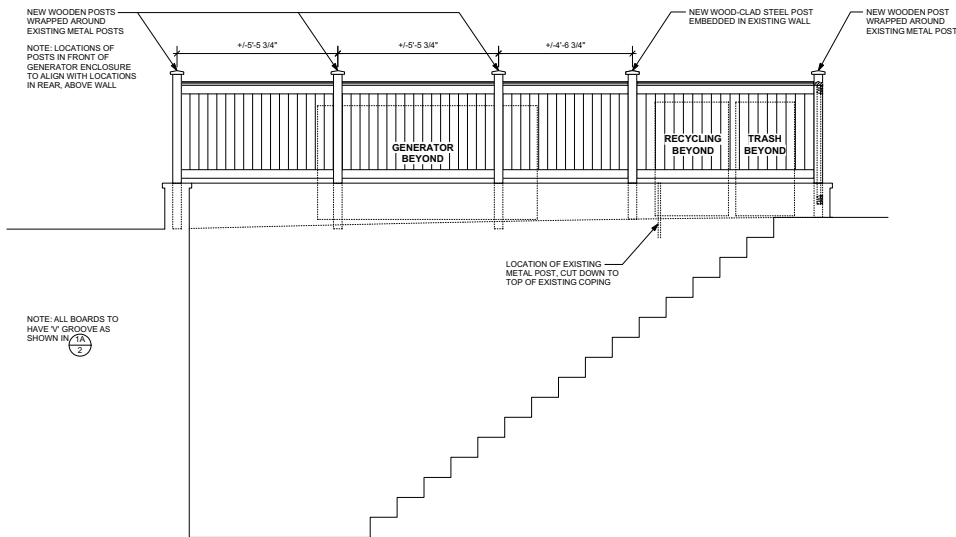 NEW WOODEN POSTS
WRAPPED AROUND
EXISTING METAL POSTS
NOTE: LOCATIONS OF
POSTS IN FRONT OF
GENERATOR ENCLOSURE
TO ALIGN WITH LOCATIONS
IN REAR, ABOVE WALL
+/-5'-5 3/4"
+/-5'-5 3/4"
+/-4'-6 3/4"
NEW WOOD-CLAD STEEL POST
EMBEDDED IN EXISTING WALL
NEW WOODEN POST
WRAPPED AROUND
EXISTING METAL POST
GENERATOR
BEYOND
RECYCLING
BEYOND
TRASH
BEYOND
LOCATION OF EXISTING
METAL POST, CUT DOWN TO
TOP OF EXISTING COPING
NOTE: ALL BOARDS TO
HAVE 'V' GROOVE AS
SHOWN IN 1A
2